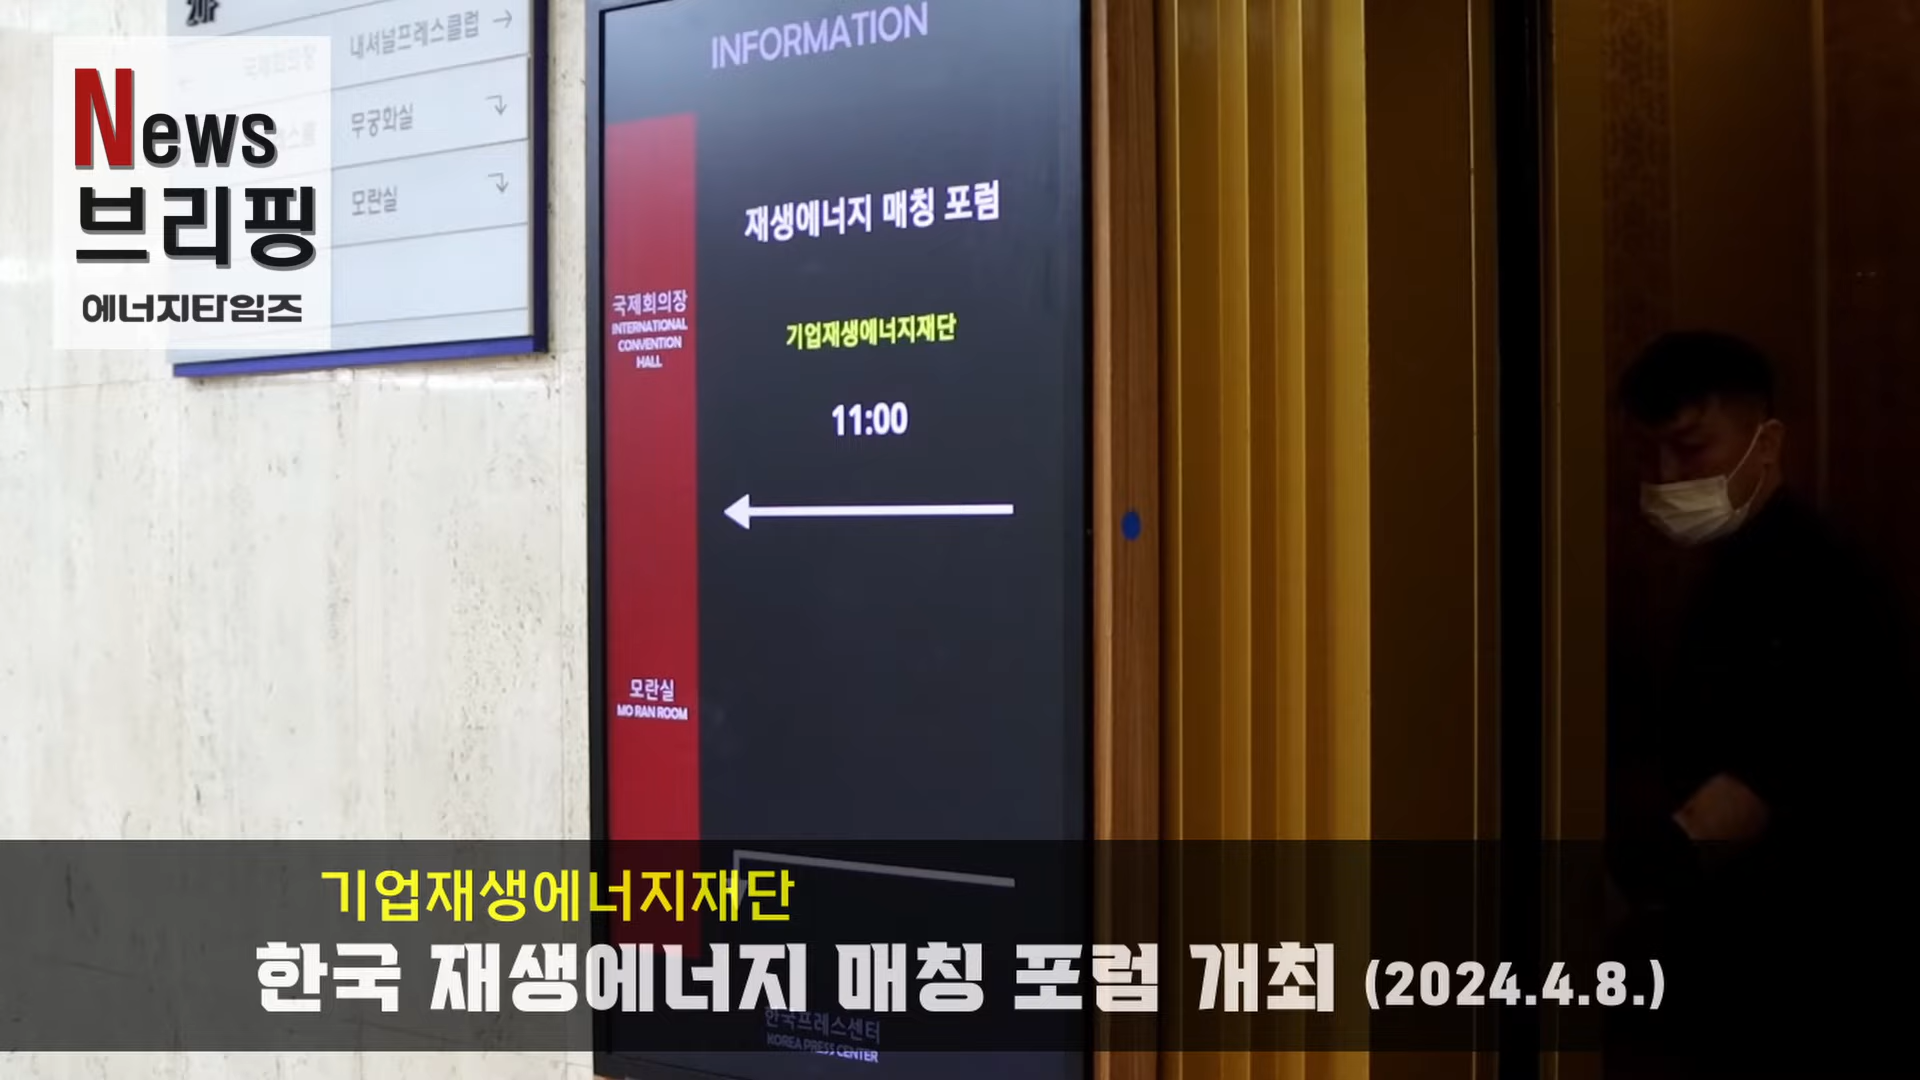 News
브리핑
에너지타임즈
내셔널프레스클럽 →
국제회의장
무궁화실
모란실
INFORMATION
재생에너지 매칭 포럼
기업재생에너지재단
11:00
국제회의장
INTERNATIONAL
CONVENTION
HALL
모란실
MO RAN ROOM
기업재생에너지재단
한국 재생에너지 매칭 포럼 개최 (2024.4.8.)
한국프레스센터
KOREA PRESS CENTER